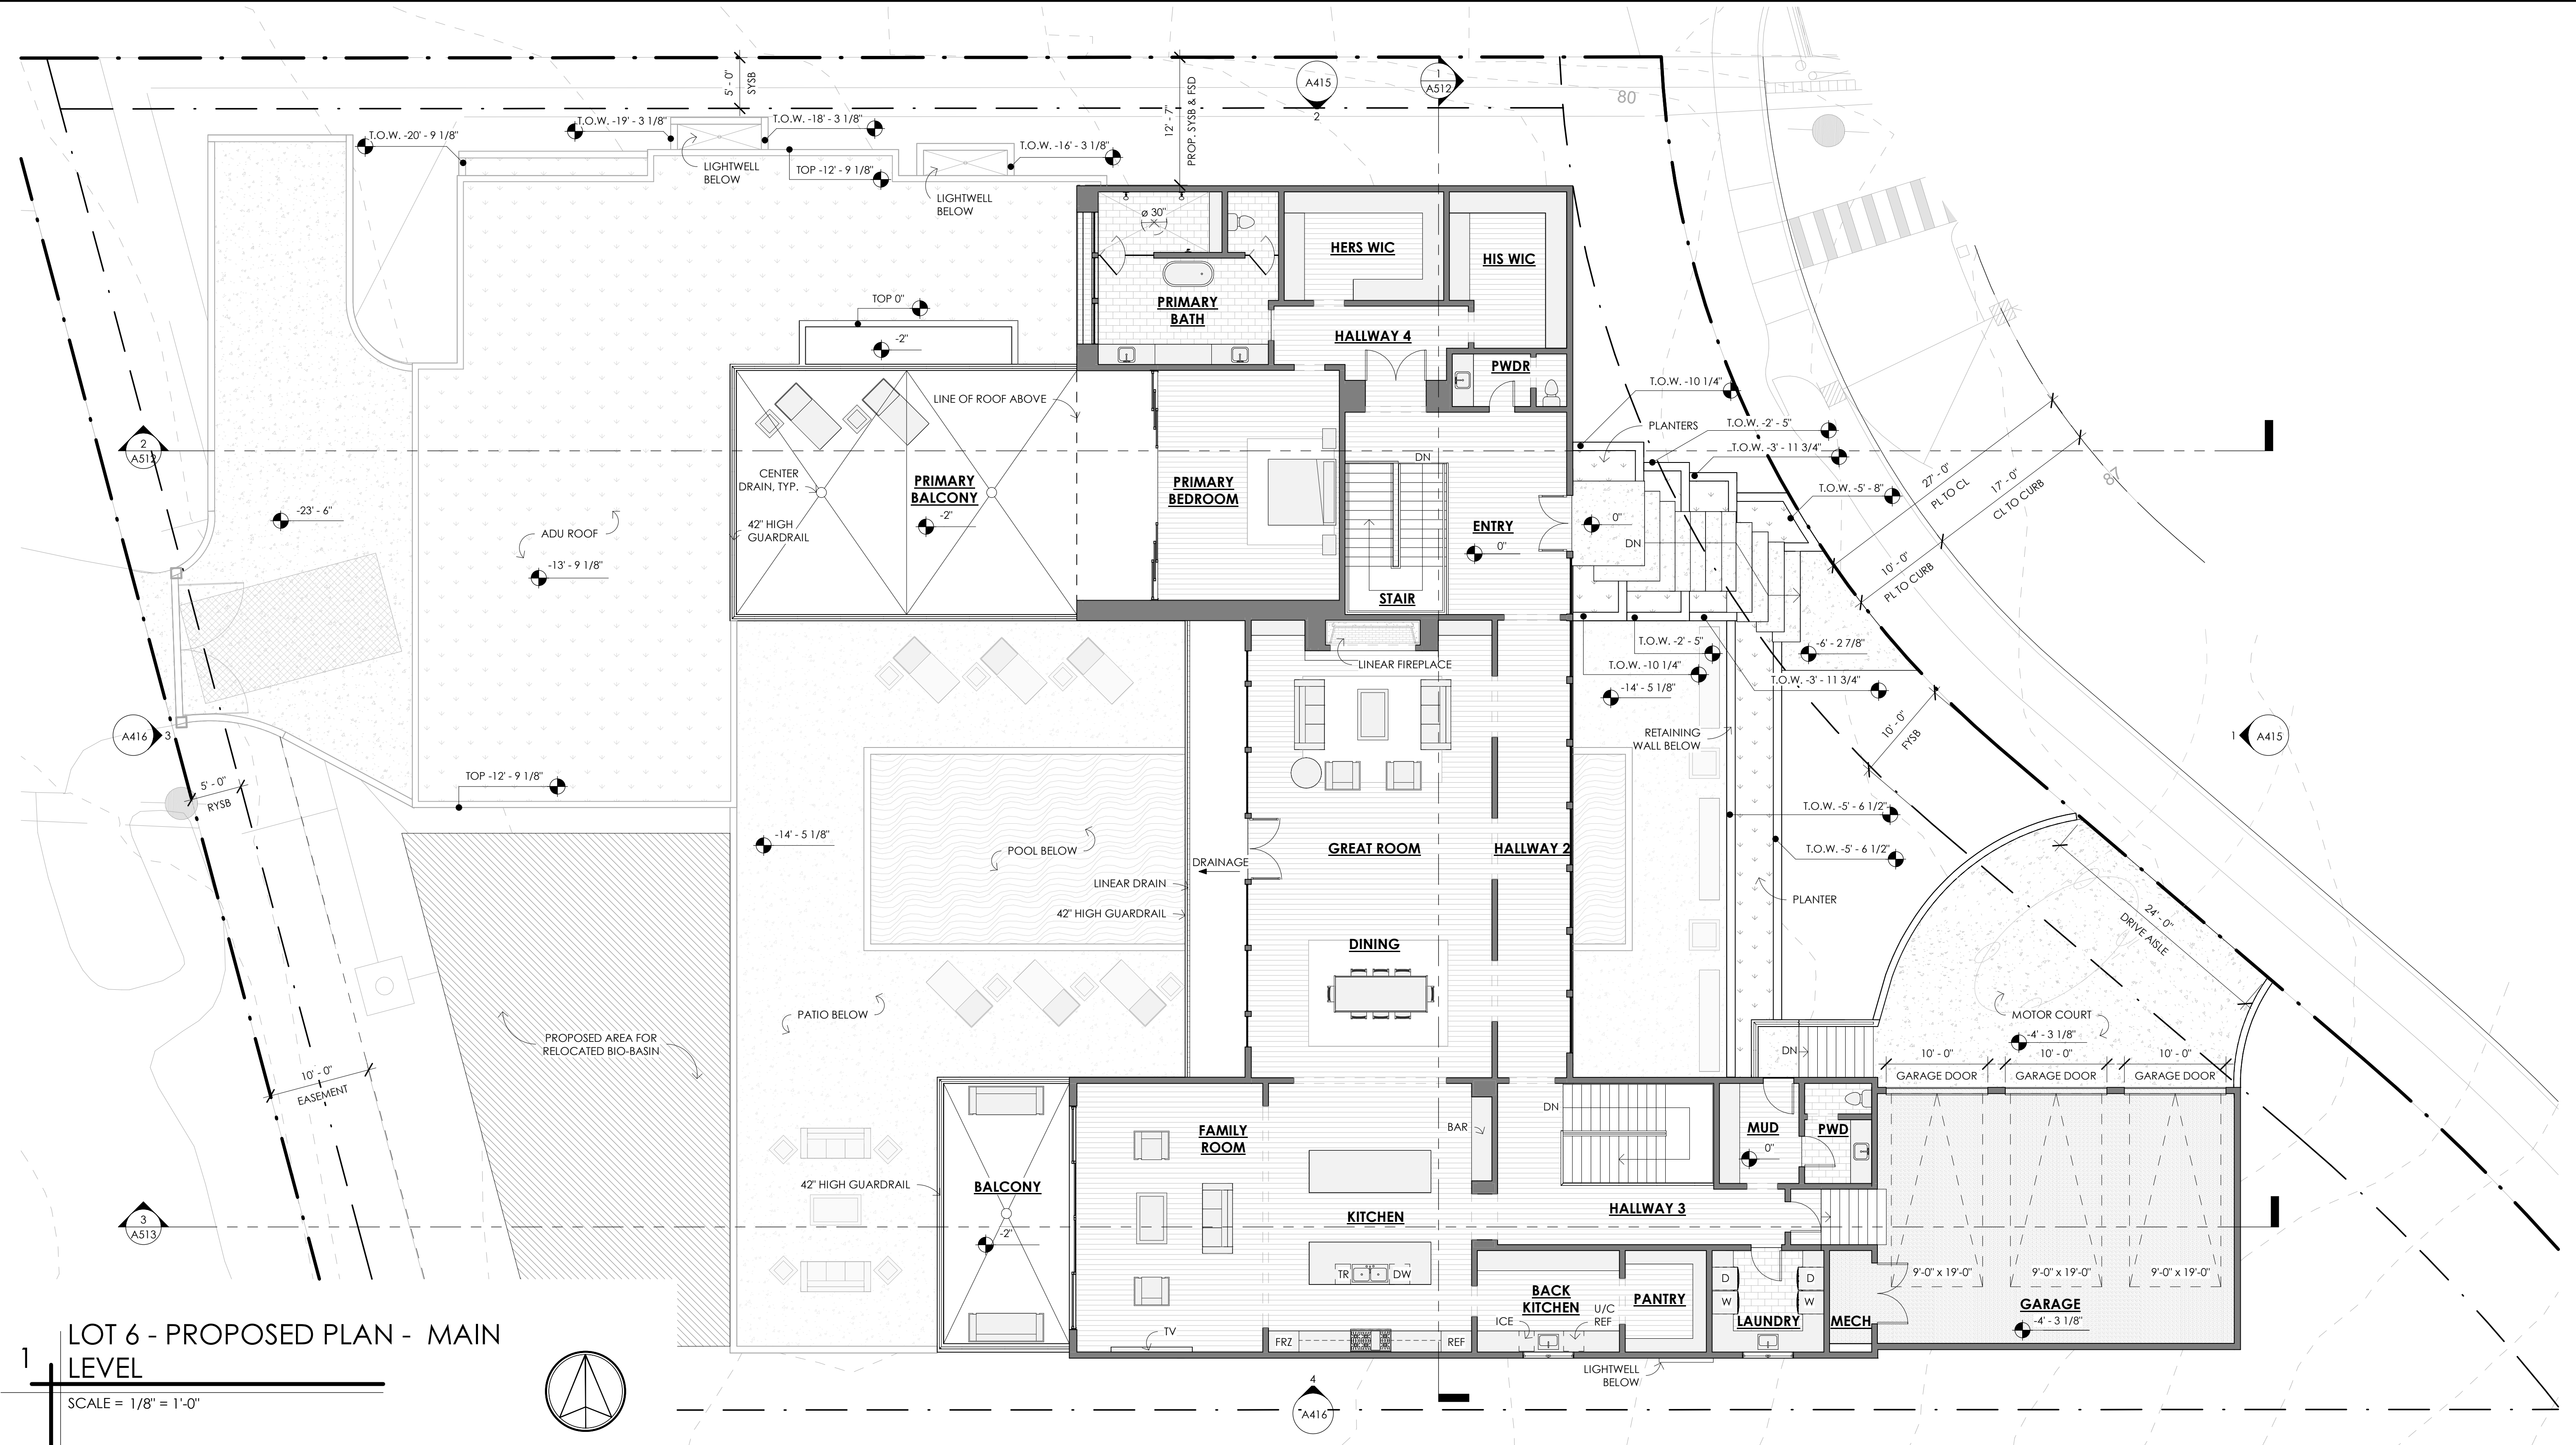 5' - 0"
SYSB
12' - 7"
PROP. SYSB & FSD
A415
2
1
A512
80
T.O.W. -20' - 9 1/8"
T.O.W. -19' - 3 1/8"
T.O.W. -18' - 3 1/8"
T.O.W. -16' - 3 1/8"
LIGHTWELL
BELOW
TOP -12' - 9 1/8"
LIGHTWELL
BELOW
ø 30"
HERS WIC
HIS WIC
PRIMARY
BATH
TOP 0"
-2"
HALLWAY 4
PWDR
T.O.W. -10 1/4"
LINE OF ROOF ABOVE
PLANTERS
T.O.W. -2' - 5"
T.O.W. -3' - 11 3/4"
2
A512
DN
CENTER
DRAIN, TYP.
PRIMARY
BALCONY
-2"
PRIMARY
BEDROOM
T.O.W. -5' - 8"
27' - 0"
PL TO CL
17' - 0"
CL TO CURB
87
-23' - 6"
42" HIGH
GUARDRAIL
ENTRY
0"
0"
DN
ADU ROOF
-13' - 9 1/8"
10' - 0"
PL TO CURB
STAIR
T.O.W. -2' - 5"
-6' - 2 7/8"
LINEAR FIREPLACE
T.O.W. -10 1/4"
T.O.W. -3' - 11 3/4"
-14' - 5 1/8"
A416
3
RETAINING
WALL BELOW
10' - 0"
FYSB
1
A415
TOP -12' - 9 1/8"
5' - 0"
RYSB
T.O.W. -5' - 6 1/2"
-14' - 5 1/8"
POOL BELOW
DRAINAGE
GREAT ROOM
HALLWAY 2
T.O.W. -5' - 6 1/2"
LINEAR DRAIN
PLANTER
42" HIGH GUARDRAIL
24' - 0"
DRIVE AISLE
DINING
PATIO BELOW
MOTOR COURT
-4' - 3 1/8"
PROPOSED AREA FOR
RELOCATED BIO-BASIN
DN
10' - 0"
10' - 0"
10' - 0"
GARAGE DOOR
GARAGE DOOR
GARAGE DOOR
10' - 0"
EASEMENT
DN
FAMILY
ROOM
BAR
MUD
0"
PWD
42" HIGH GUARDRAIL
BALCONY
-2"
KITCHEN
HALLWAY 3
3
A513
TR
DW
D
W
D
W
9'-0" x 19'-0"
9'-0" x 19'-0"
9'-0" x 19'-0"
BACK
KITCHEN
PANTRY
U/C
REF
ICE
LAUNDRY
MECH
GARAGE
-4' - 3 1/8"
TV
FRZ
REF
LIGHTWELL
BELOW
4
A416
1
LOT 6 - PROPOSED PLAN - MAIN
LEVEL
SCALE = 1/8" = 1'-0"